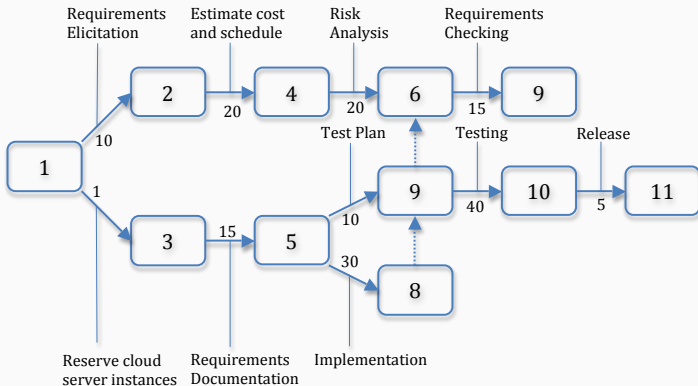 Requirements
Elicitation
Estimate cost
and schedule
Risk
Analysis
Requirements
Checking
2
4
6
9
10
20
20
15
1
Test Plan
Testing
Release
1
3
15
5
10
9
40
10
5
11
30
8
Reserve cloud
server instances
Requirements
Documentation
Implementation